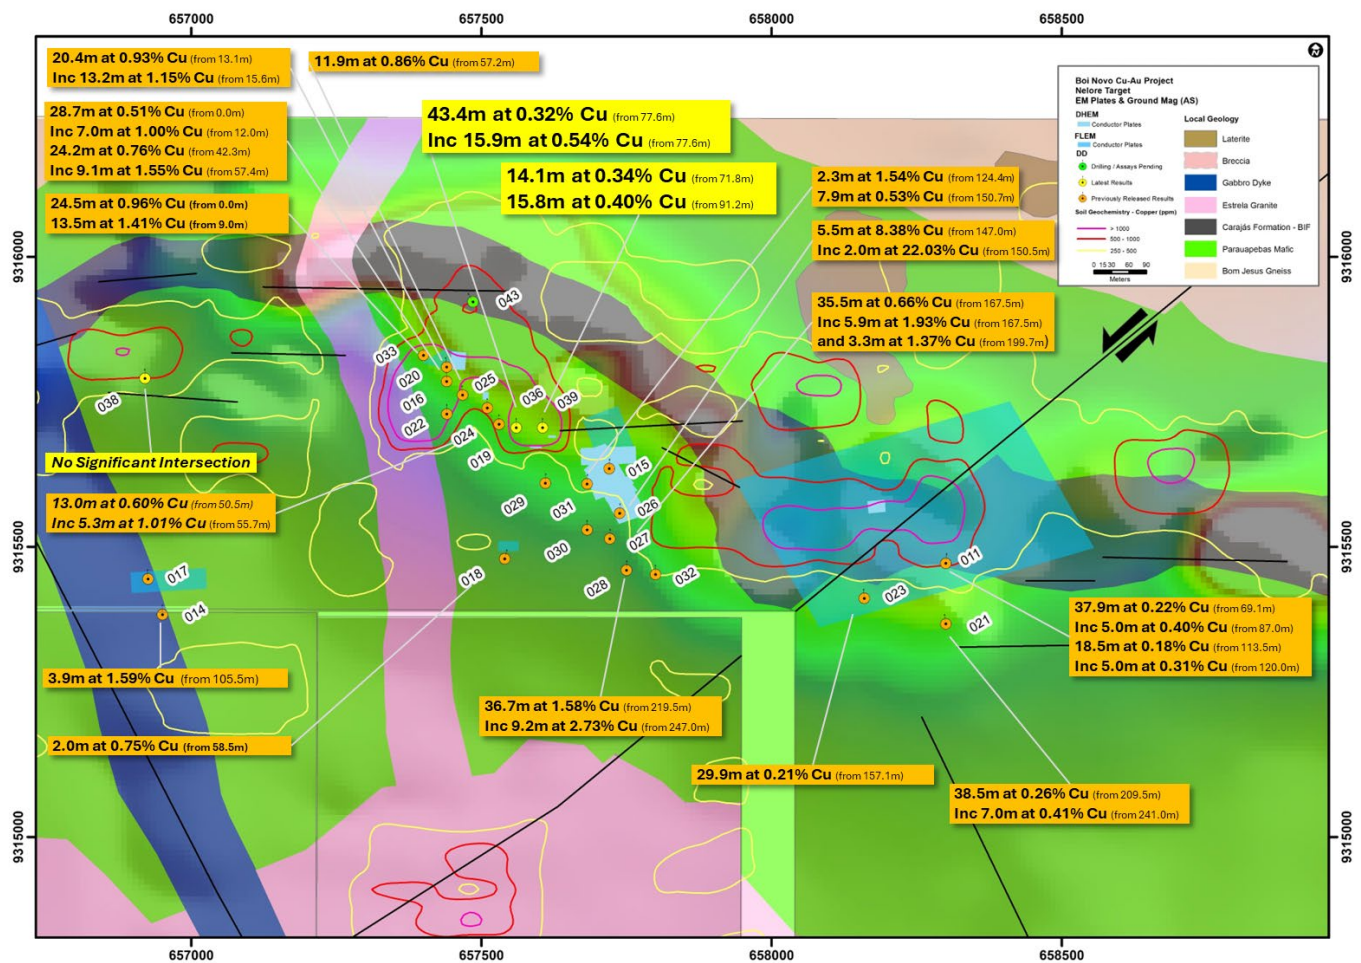 657000
657500
658000
658500
20.4m at 0.93% Cu (from 13.1m)
Inc 13.2m at 1.15% Cu (from 15.6m)
11.9m at 0.86% Cu (from 57.2m)
28.7m at 0.51% Cu (from 0.0m)
Inc 7.0m at 1.00% Cu (from 12.0m)
24.2m at 0.76% Cu (from 42.3m)
Inc 9.1m at 1.55% Cu (from 57.4m)
43.4m at 0.32% Cu (from 77.6m)
Inc 15.9m at 0.54% Cu (from 77.6m)
14.1m at 0.34% Cu (from 71.8m)
15.8m at 0.40% Cu (from 91.2m)
24.5m at 0.96% Cu (from 0.0m)
13.5m at 1.41% Cu (from 9.0m)
2.3m at 1.54% Cu (from 124.4m)
7.9m at 0.53% Cu (from 150.7m)
5.5m at 8.38% Cu (from 147.0m)
Inc 2.0m at 22.03% Cu (from 150.5m)
35.5m at 0.66% Cu (from 167.5m)
Inc 5.9m at 1.93% Cu (from 167.5m)
and 3.3m at 1.37% Cu (from 199.7m)
N
Boi Novo Cu-Au Project
Nelore Target
EM Plates & Ground Mag (AS)
DHEM
Conductor Plates
FLEM
Conductor Plates
DD
Drilling / Assays Pending
Latest Results
Previously Released Results
Soil Geochemistry - Copper (ppm)
> 1000
500 - 1000
250 - 500
0 15 30 60 90
Meters
Local Geology
Laterite
Breccia
Gabbro Dyke
Estrela Granite
Carajás Formation - BIF
Parauapebas Mafic
Bom Jesus Gneiss
9316000
9316000
043
033
020
025
016
036
039
022
038
024
019
015
029
031
026
030
027
018
028
032
017
014
011
023
021
No Significant Intersection
13.0m at 0.60% Cu (from 50.5m)
Inc 5.3m at 1.01% Cu (from 55.7m)
9315500
9315500
3.9m at 1.59% Cu (from 105.5m)
2.0m at 0.75% Cu (from 58.5m)
36.7m at 1.58% Cu (from 219.5m)
Inc 9.2m at 2.73% Cu (from 247.0m)
37.9m at 0.22% Cu (from 69.1m)
Inc 5.0m at 0.40% Cu (from 87.0m)
18.5m at 0.18% Cu (from 113.5m)
Inc 5.0m at 0.31% Cu (from 120.0m)
29.9m at 0.21% Cu (from 157.1m)
38.5m at 0.26% Cu (from 209.5m)
Inc 7.0m at 0.41% Cu (from 241.0m)
9315000
9315000
657000
657500
658000
658500